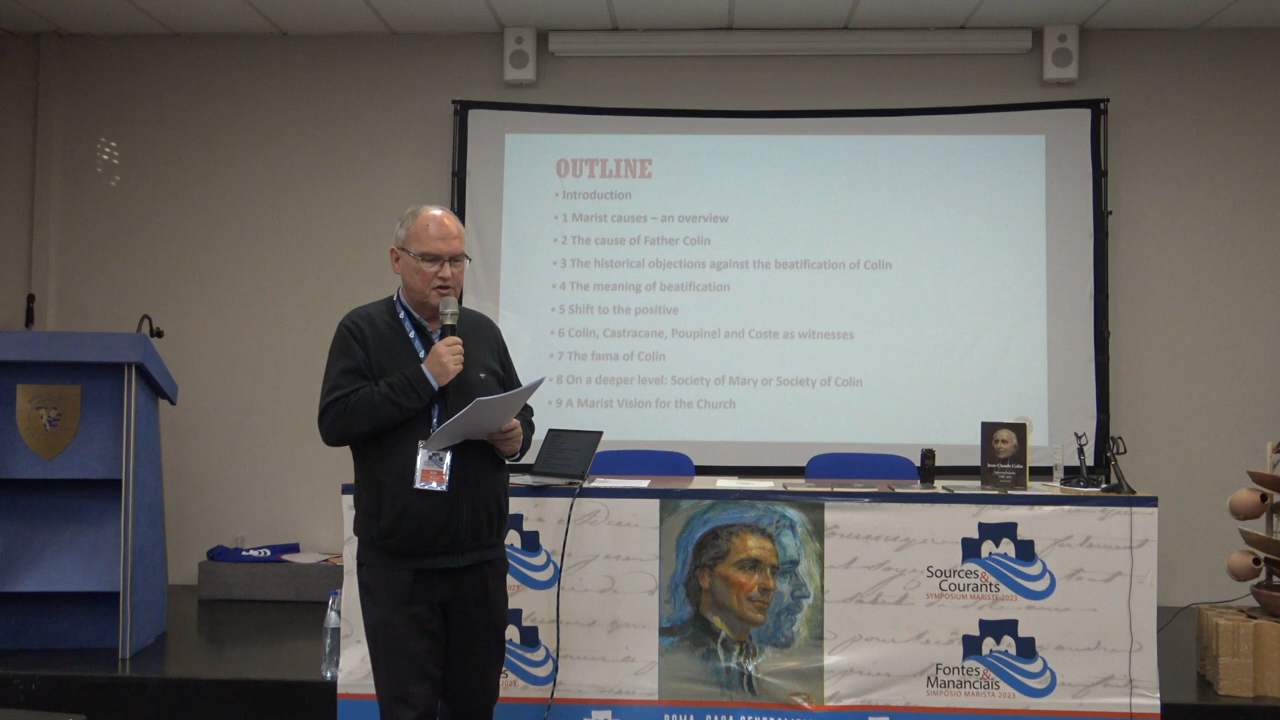 OUTLINE
• Introduction
• 1 Marist causes – an overview
• 2 The cause of Father Colin
• 3 The historical objections against the beatification of Colin
• 4 The meaning of beatification
• 5 Shift to the positive
• 6 Colin, Castracane, Poupinel and Coste as witnesses
• 7 The fama of Colin
• 8 On a deeper level: Society of Mary or Society of Colin
• 9 A Marist Vision for the Church
Jean-Claude Colin
Sources &
Courants
SYMPOSIUM MARISTE 2023
Fontes &
Mananciais
SIMPÓSIO MARISTA 2023
ROMA - CASA GENERALIZIA